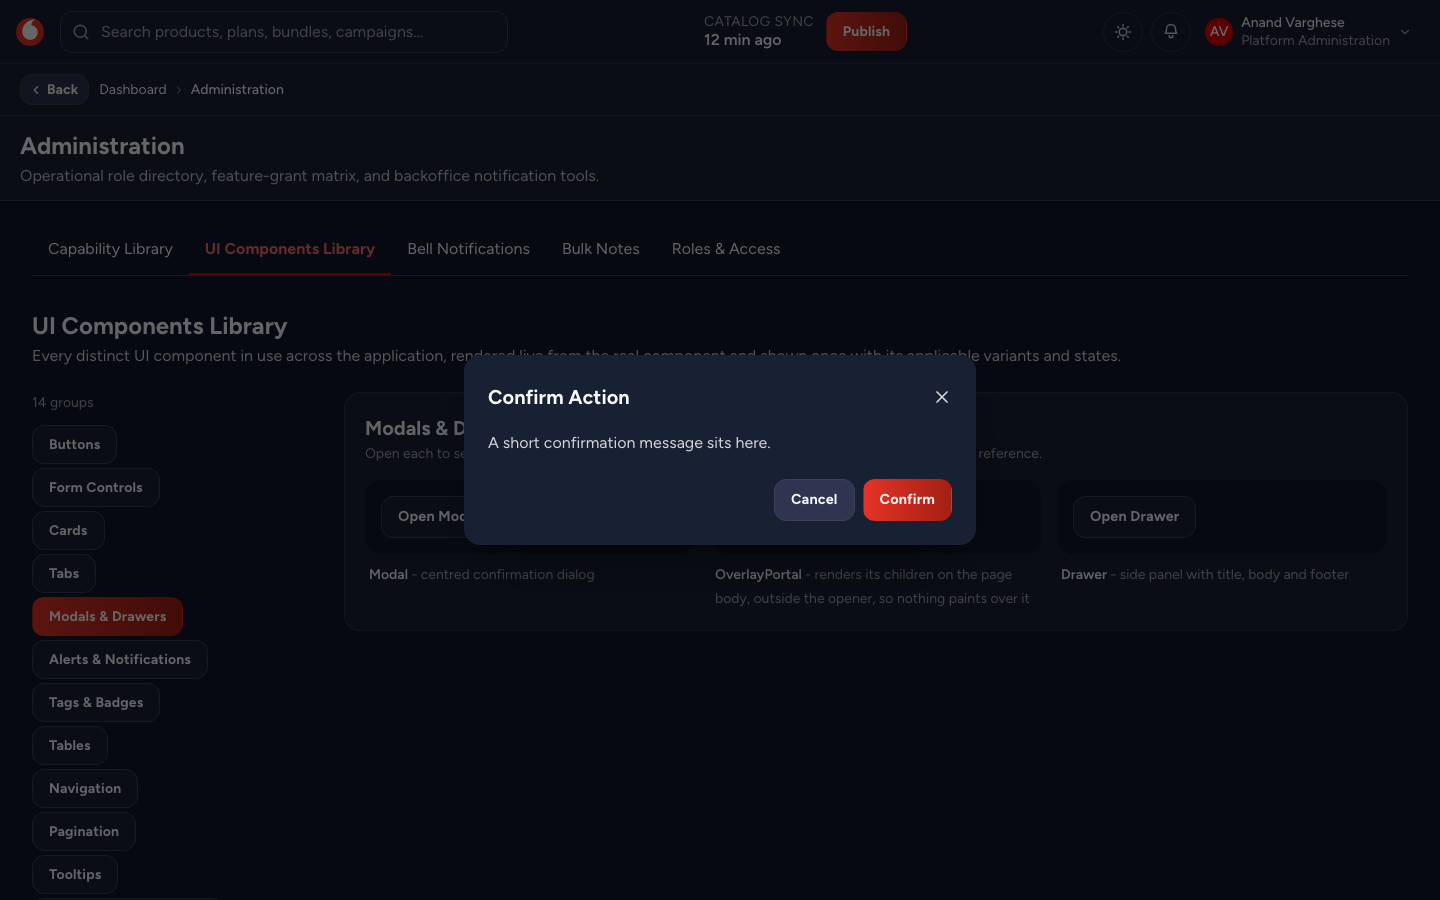 Search products, plans, bundles, campaigns...
CATALOG SYNC
12 min ago
Publish
AV
Anand Varghese
Platform Administration
Back
Dashboard
Administration
Administration
Operational role directory, feature-grant matrix, and backoffice notification tools.
Capability Library
UI Components Library
Bell Notifications
Bulk Notes
Roles & Access
UI Components Library
Every distinct UI component in use across the application, rendered live from the real component and shown once with its applicable variants and states.
14 groups
Buttons
Form Controls
Cards
Tabs
Modals & Drawers
Alerts & Notifications
Tags & Badges
Tables
Navigation
Pagination
Tooltips
Modals & D
Open each to se
reference.
Open Mod
Open Drawer
Modal - centred confirmation dialog
OverlayPortal - renders its children on the page
body, outside the opener, so nothing paints over it
Drawer - side panel with title, body and footer
Confirm Action
A short confirmation message sits here.
Cancel
Confirm